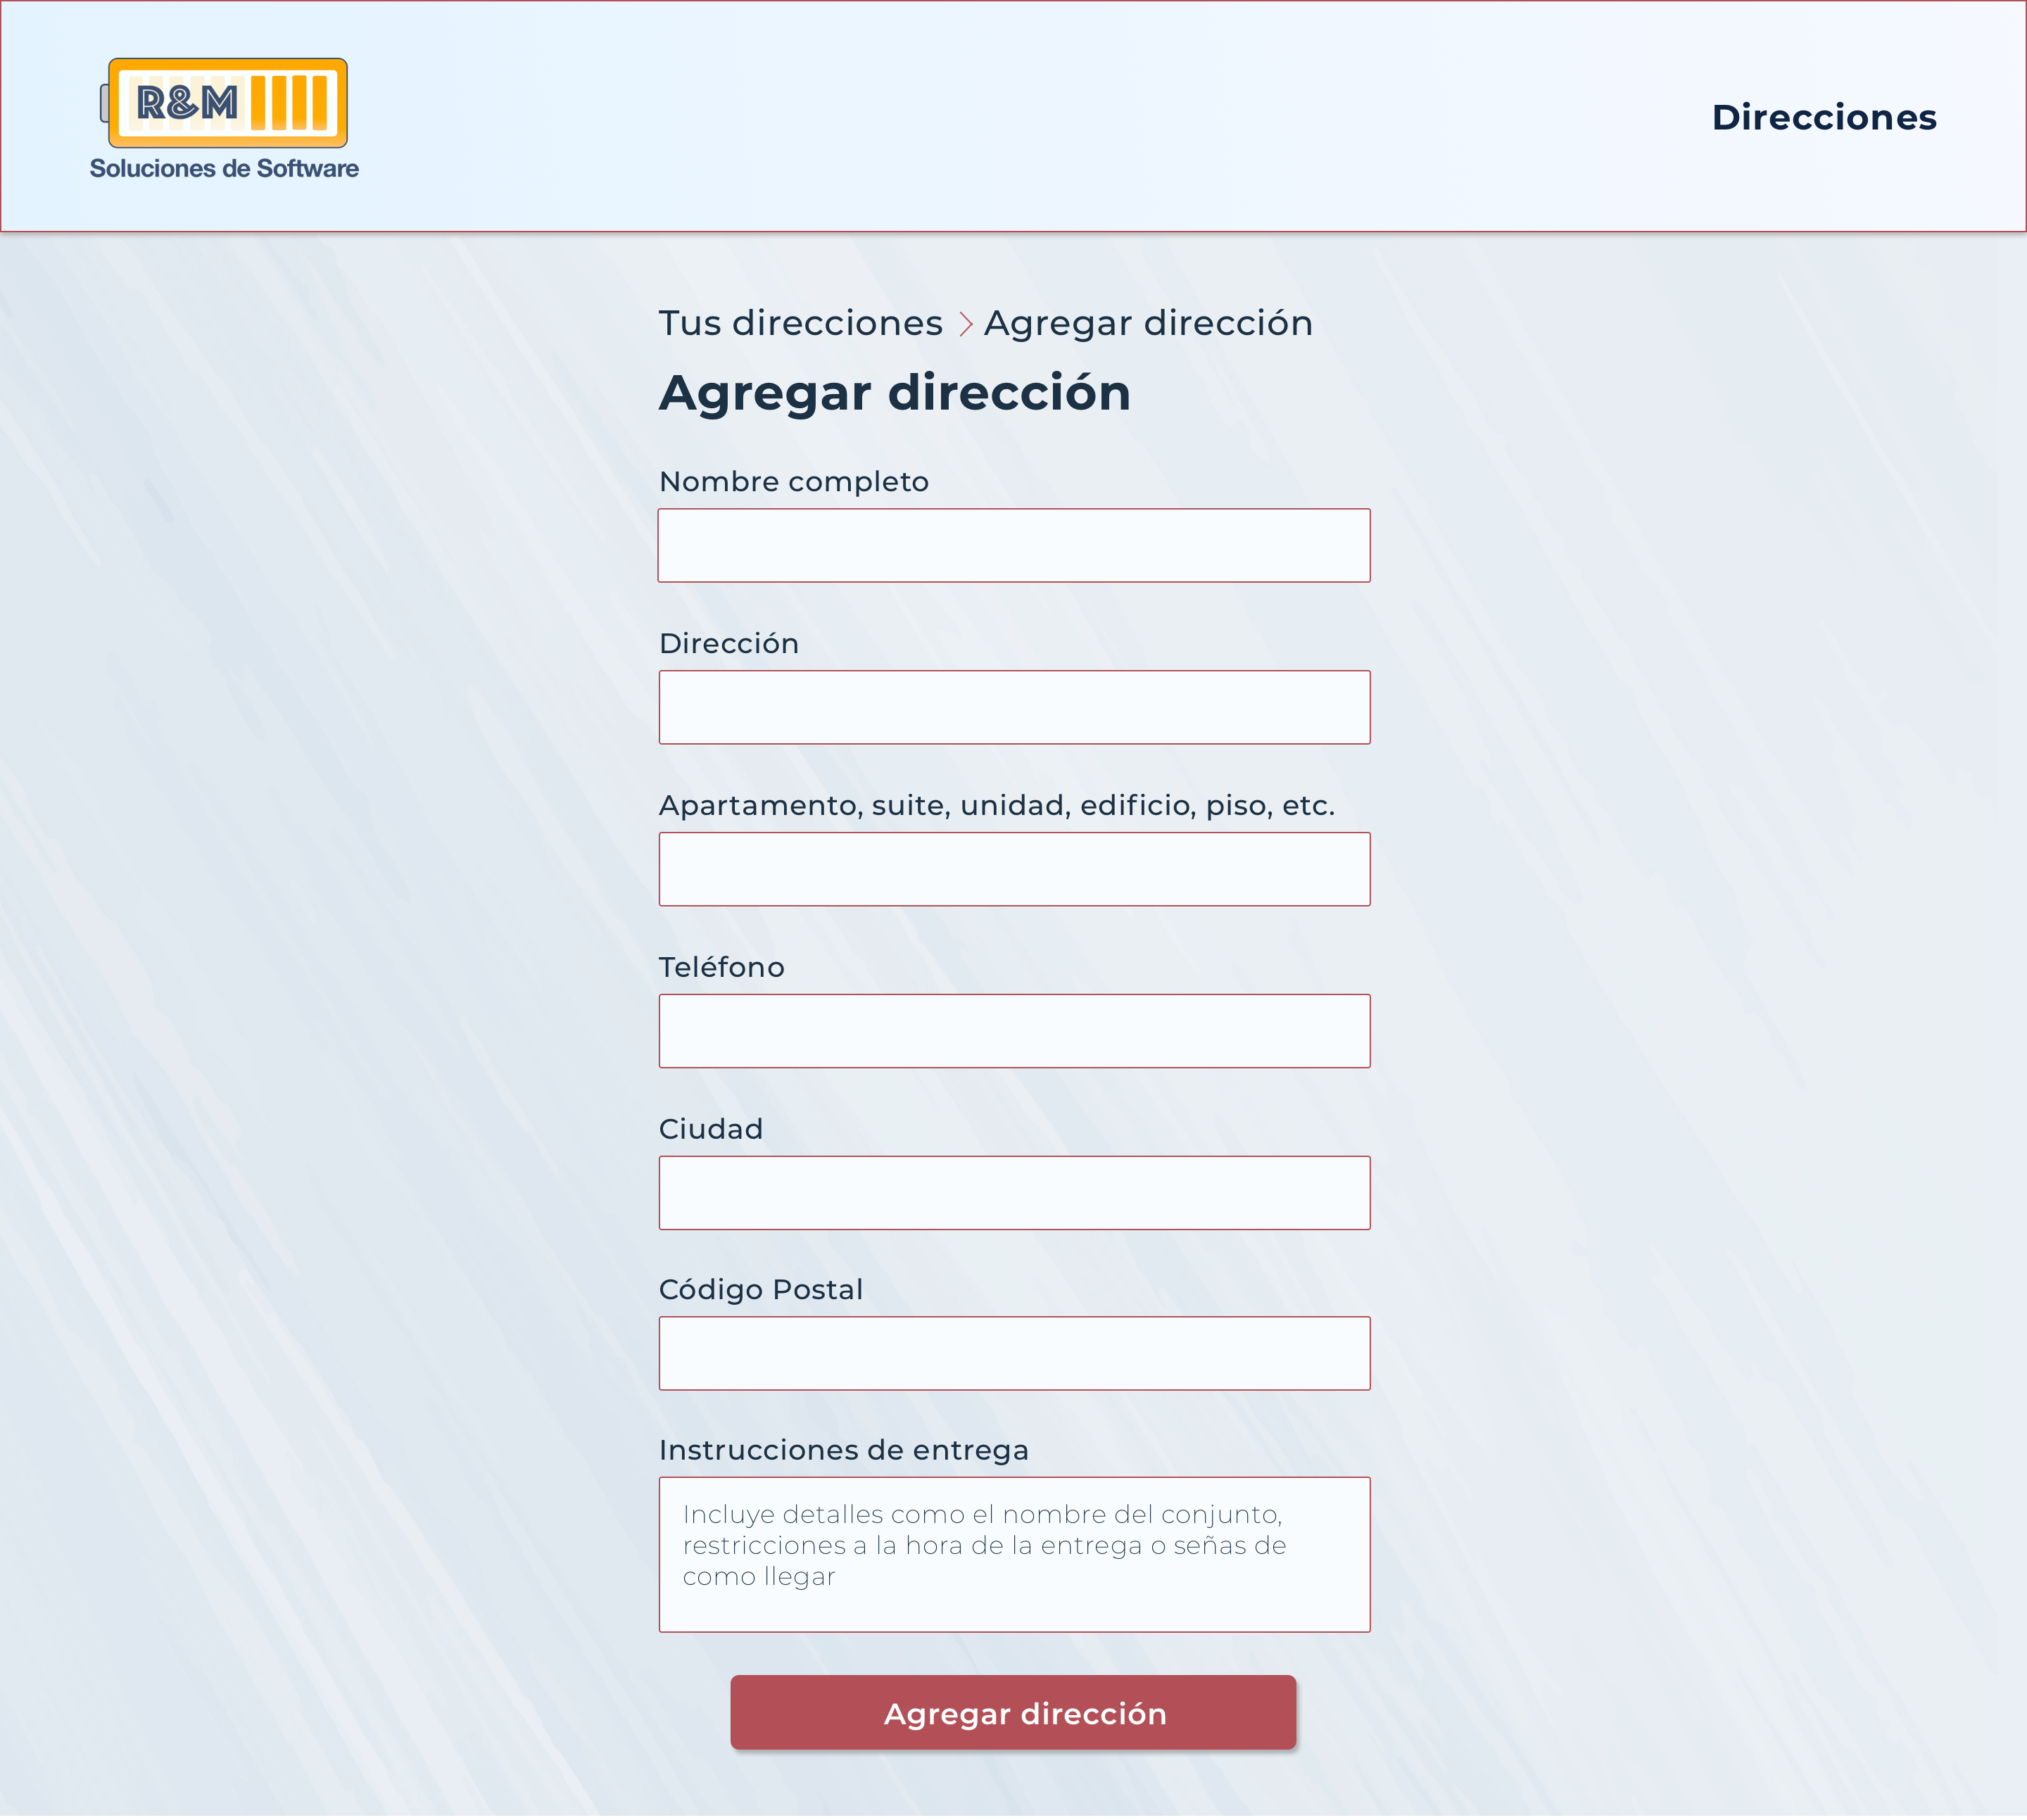 R&M
Soluciones de Software
Direcciones
Tus direcciones > Agregar dirección
Agregar dirección
Nombre completo
Dirección
Apartamento, suite, unidad, edificio, piso, etc.
Teléfono
Ciudad
Código Postal
Instrucciones de entrega
Incluye detalles como el nombre del conjunto,
restricciones a la hora de la entrega o señas de
como llegar
Agregar dirección